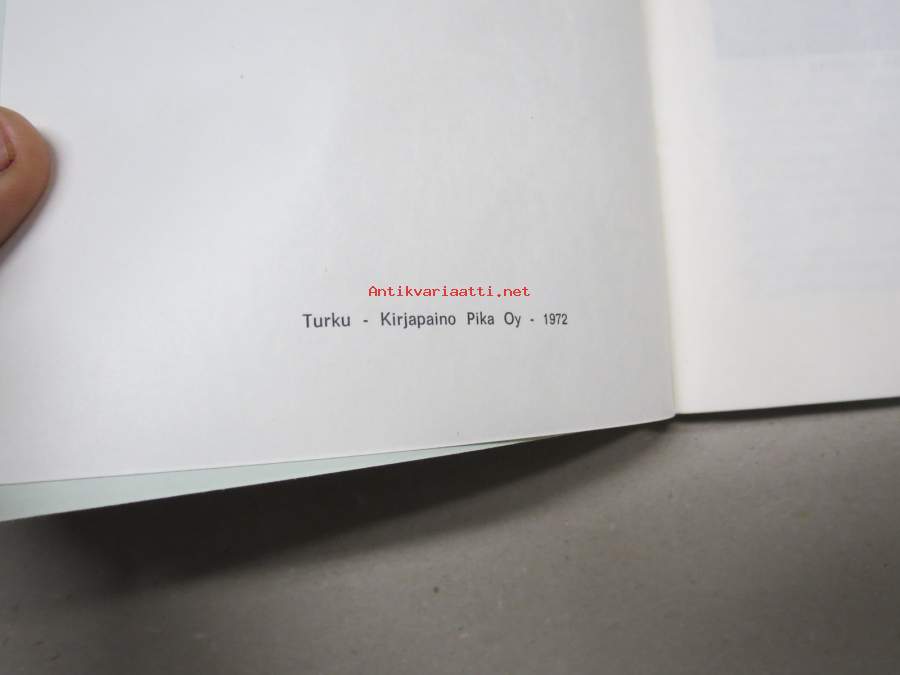 Antikvariaatti.net
Turku - Kirjapaino Pika Oy - 1972